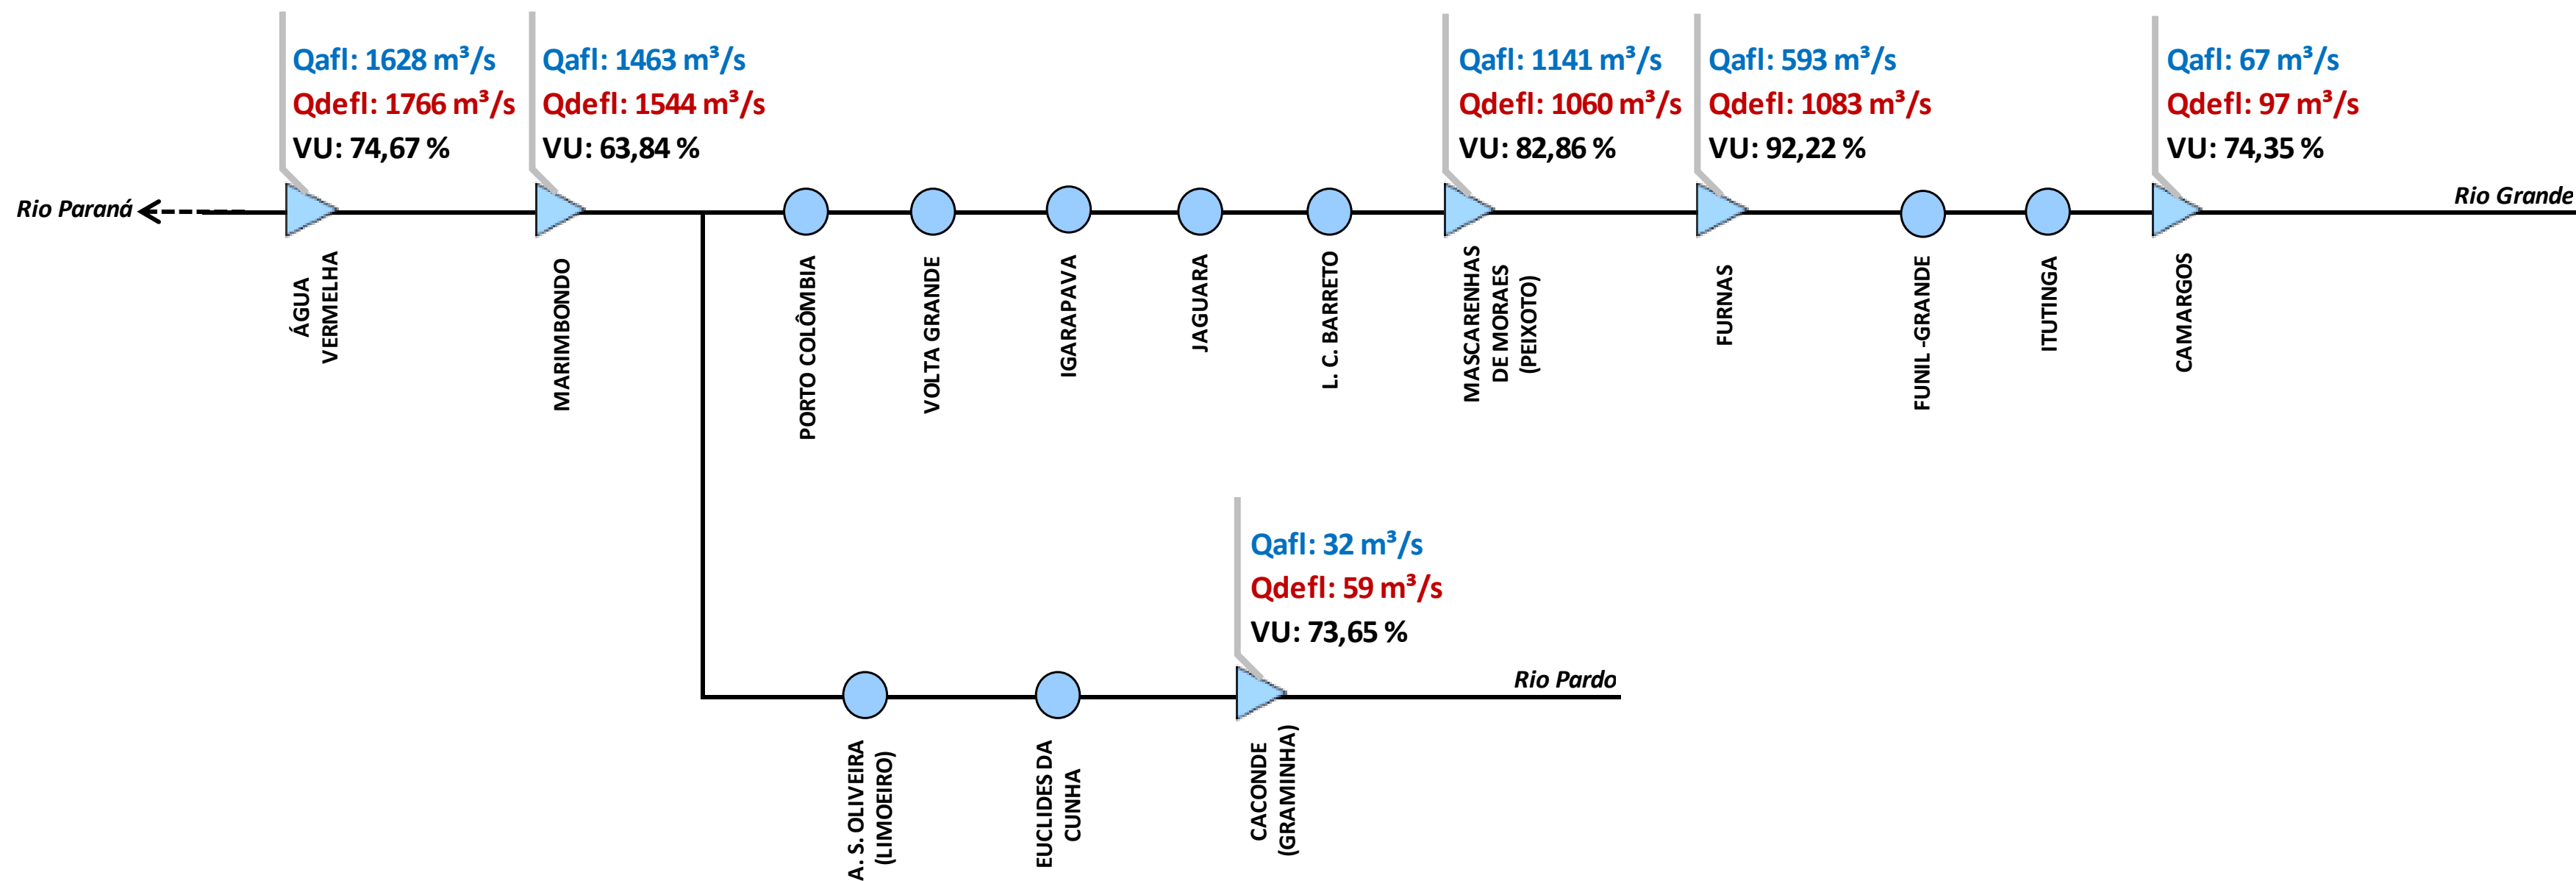 Qafl: 1628 m³/s
Qdefl: 1766 m³/s
VU: 74,67 %
Qafl: 1463 m³/s
Qdefl: 1544 m³/s
VU: 63,84 %
Qafl: 1141 m³/s
Qdefl: 1060 m³/s
VU: 82,86 %
Qafl: 593 m³/s
Qdefl: 1083 m³/s
VU: 92,22 %
Qafl: 67 m³/s
Qdefl: 97 m³/s
VU: 74,35 %
Rio Paraná
Rio Grande
ÁGUA
VERMELHA
MARIMBONDO
PORTO COLÔMBIA
VOLTA GRANDE
IGARAPAVA
JAGUARA
L. C. BARRETO
MASCARENHAS
DE MORAES
(PEIXOTO)
FURNAS
FUNIL -GRANDE
ITUTINGA
CAMARGOS
Qafl: 32 m³/s
Qdefl: 59 m³/s
VU: 73,65 %
Rio Pardo
A. S. OLIVEIRA
(LIMOEIRO)
EUCLIDES DA
CUNHA
CACONDE
(GRAMINHA)